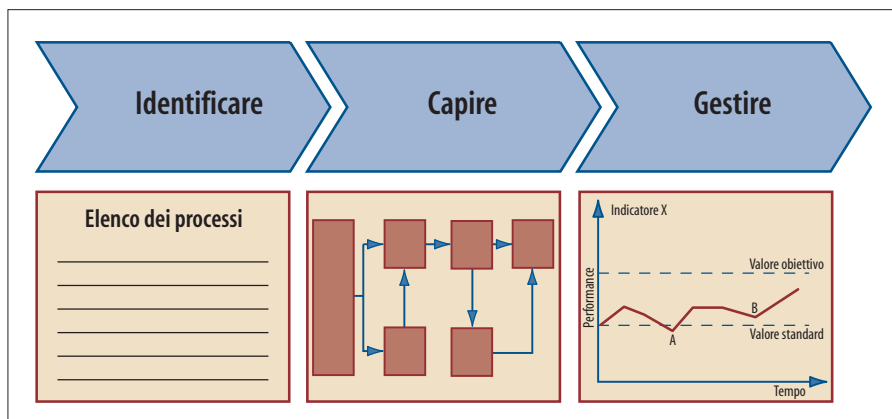 Identificare
Capire
Gestire
Elenco dei processi
Indicatore X
Performance
Valore obiettivo
B
A
Valore standard
Tempo